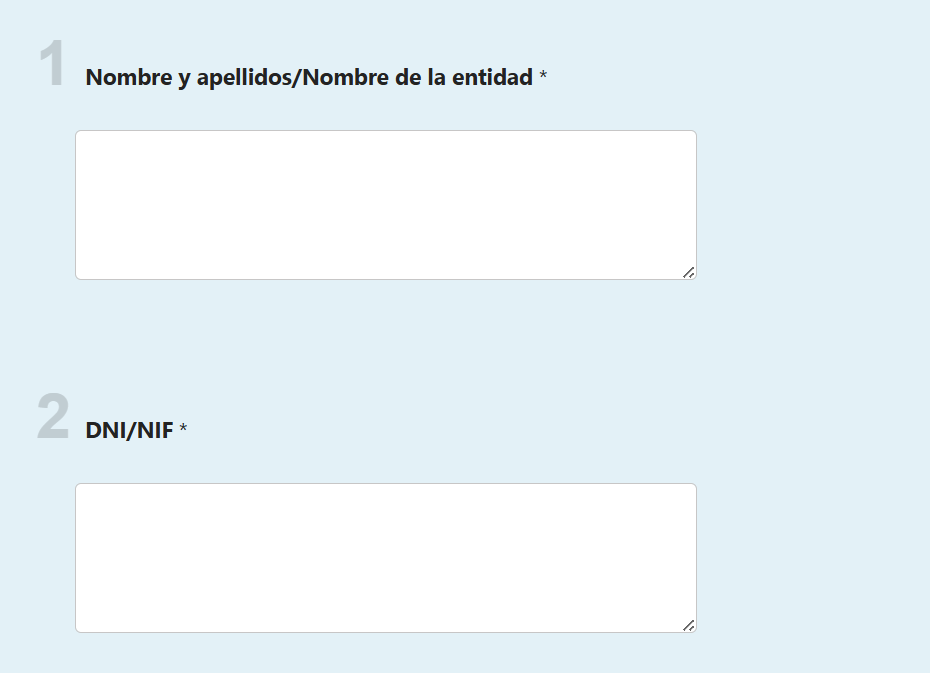 1 Nombre y apellidos/Nombre de la entidad *
2 DNI/NIF *